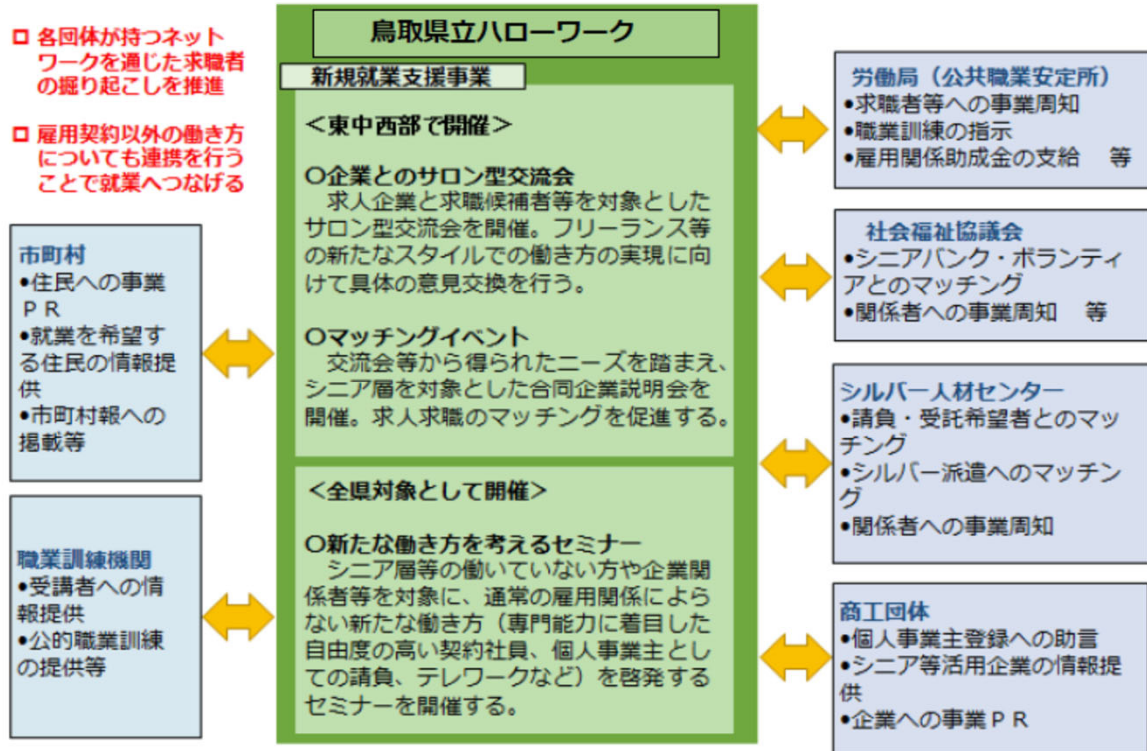 □ 各団体が持つネット
ワークを通じた求職者
の掘り起こしを推進
□ 雇用契約以外の働き方
についても連携を行う
ことで就業へつなげる
市町村
●住民への事業
ＰＲ
●就業を希望す
る住民の情報提
供
●市町村報への
掲載等
職業訓練機関
●受講者への情
報提供
●公的職業訓練
の提供等
鳥取県立ハローワーク
新規就業支援事業
＜東中西部で開催＞
○企業とのサロン型交流会
求人企業と求職候補者等を対象とした
サロン型交流会を開催。フリーランス等
の新たなスタイルでの働き方の実現に向
けて具体の意見交換を行う。
○マッチングイベント
交流会等から得られたニーズを踏まえ、
シニア層を対象とした合同企業説明会を
開催。求人求職のマッチングを促進する。
＜全県対象として開催＞
○新たな働き方を考えるセミナー
シニア層等の働いていない方や企業関
係者等を対象に、通常の雇用関係によら
ない新たな働き方（専門能力に着目した
自由度の高い契約社員、個人事業主とし
ての請負、テレワークなど）を啓発する
セミナーを開催する。
労働局（公共職業安定所）
●求職者等への事業周知
●職業訓練の指示
●雇用関係助成金の支給　等
社会福祉協議会
●シニアバンク・ボランティ
アとのマッチング
●関係者への事業周知　等
シルバー人材センター
●請負・受託希望者とのマッ
チング
●シルバー派遣へのマッチン
グ
●関係者への事業周知
商工団体
●個人事業主登録への助言
●シニア等活用企業の情報提
供
●企業への事業ＰＲ